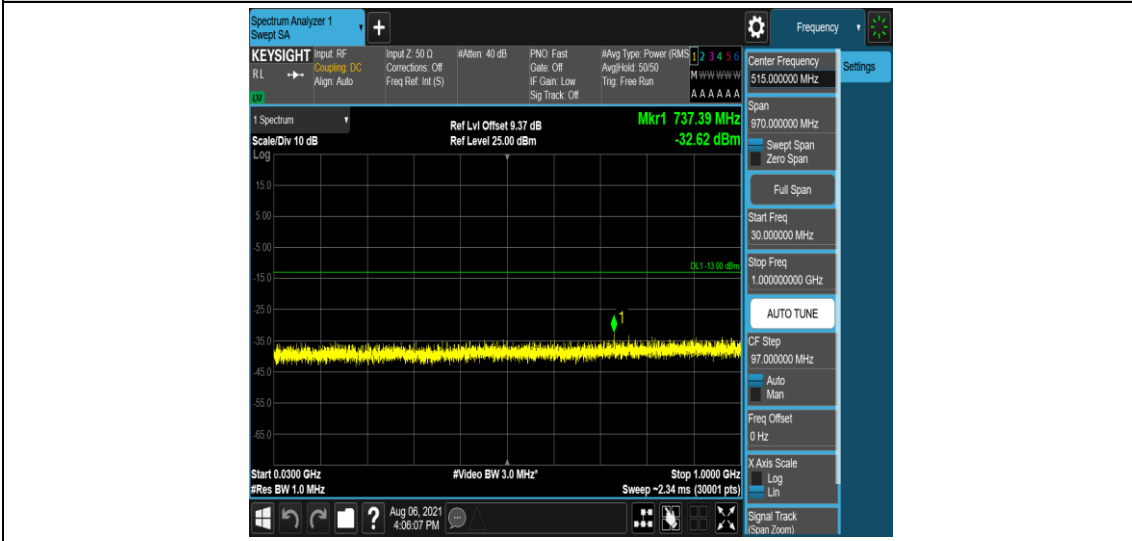 Spectrum Analyzer 1
Swept SA
+
Frequency
KEYSIGHT
RL
Input: RF
Coupling: DC
Align: Auto
Input Z: 50 Ω
Corrections: Off
Freq Ref: Int (S)
#Atten: 40 dB
PNO: Fast
Gate: Off
IF Gain: Low
Sig Track: Off
#Avg Type: Power (RMS
Avg|Hold: 50/50
Trig: Free Run
1 2 3 4 5 6
M W W W W W
A A A A A A
1 Spectrum
Scale/Div 10 dB
Log
Ref Lvl Offset 9.37 dB
Ref Level 25.00 dBm
Mkr1 737.39 MHz
-32.62 dBm
15.0
5.00
-5.00
-15.0
-25.0
-35.0
-45.0
-55.0
-65.0
DL1 -13.00 dBm
1
Start 0.0300 GHz
#Res BW 1.0 MHz
#Video BW 3.0 MHz*
Stop 1.0000 GHz
Sweep ~2.34 ms (30001 pts)
?
Aug 06, 2021
4:06:07 PM
Center Frequency
515.000000 MHz
Settings
Span
970.000000 MHz
Swept Span
Zero Span
Full Span
Start Freq
30.000000 MHz
Stop Freq
1.000000000 GHz
AUTO TUNE
CF Step
97.000000 MHz
Auto
Man
Freq Offset
0 Hz
X Axis Scale
Log
Lin
Signal Track
(Span Zoom)